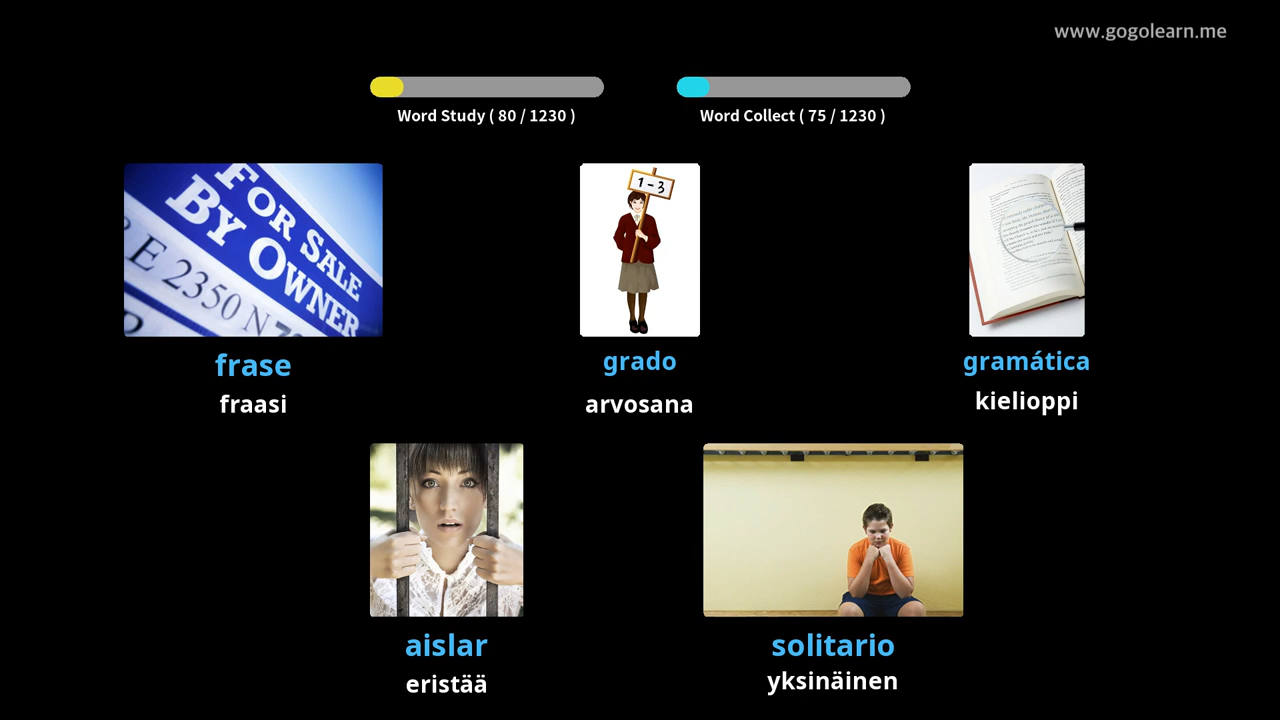 www.gogolearn.me
Word Study ( 80 / 1230 )
Word Collect ( 75 / 1230 )
FOR SALE
BY OWNER
E 2350 N
1 - 3
frase
fraasi
grado
arvosana
gramática
kielioppi
aislar
eristää
solitario
yksinäinen